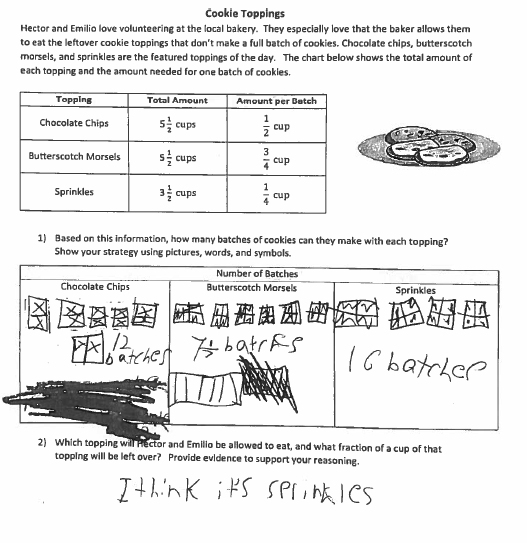 Cookie Toppings
Hector and Emilio love volunteering at the local bakery. They especially love that the baker allows them
to eat the leftover cookie toppings that don't make a full batch of cookies. Chocolate chips, butterscotch
morsels, and sprinkles are the featured toppings of the day. The chart below shows the total amount of
each topping and the amount needed for one batch of cookies.
Topping Total Amount Amount per Batch
Chocolate Chips 5 1/2 cups 1/2 cup
Butterscotch Morsels 5 1/2 cups 3/4 cup
Sprinkles 3 1/2 cups 1/4 cup
1) Based on this information, how many batches of cookies can they make with each topping?
Show your strategy using pictures, words, and symbols.
Number of Batches
Chocolate Chips Butterscotch Morsels Sprinkles
12
batches
16 batches
2) Which topping will Hector and Emilio be allowed to eat, and what fraction of a cup of that
topping will be left over? Provide evidence to support your reasoning.
I think it's sprinkles